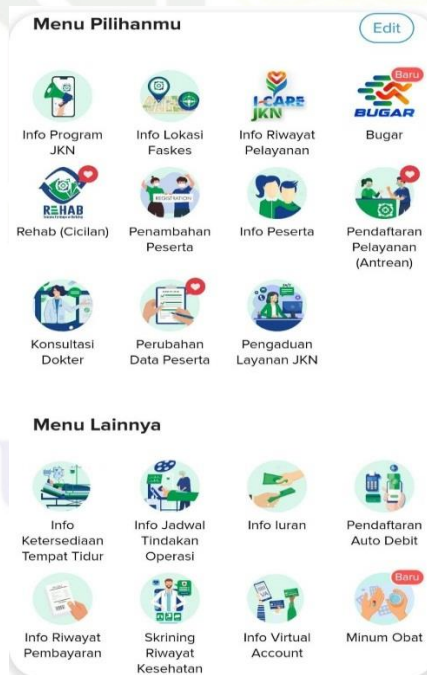 Menu Pilihanmu
Edit
Baru
I-CARE
JKN
BUGAR
Info Program
JKN
Info Lokasi
Faskes
Info Riwayat
Pelayanan
Bugar
REHAB
REGISTRATION
Rehab (Cicilan)
Penambahan
Peserta
Info Peserta
Pendaftaran
Pelayanan
(Antrean)
Konsultasi
Dokter
Perubahan
Data Peserta
Pengaduan
Layanan JKN
Menu Lainnya
Info
Ketersediaan
Tempat Tidur
Info Jadwal
Tindakan
Operasi
Info Iuran
Pendaftaran
Auto Debit
Baru
Info Riwayat
Pembayaran
Skrining
Riwayat
Kesehatan
Info Virtual
Account
Minum Obat